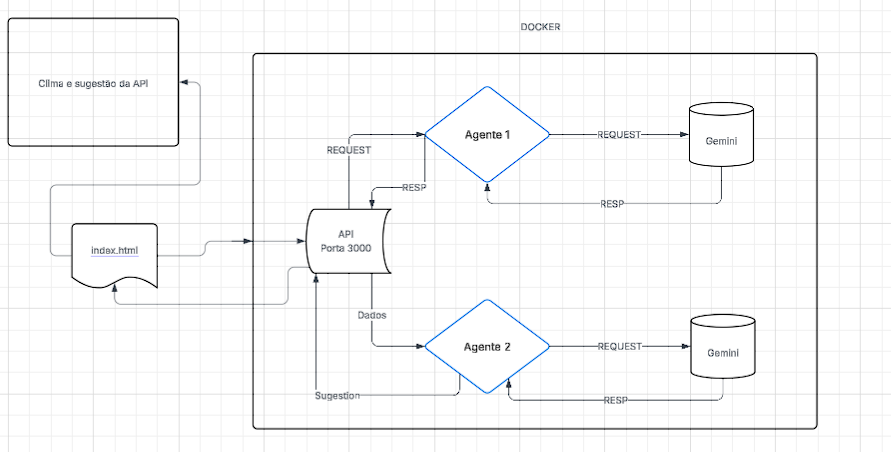 DOCKER
Clima e sugestão da API
Agente 1
REQUEST
Gemini
REQUEST
RESP
RESP
API
Porta 3000
index.html
Dados
Agente 2
REQUEST
Gemini
Sugestion
RESP